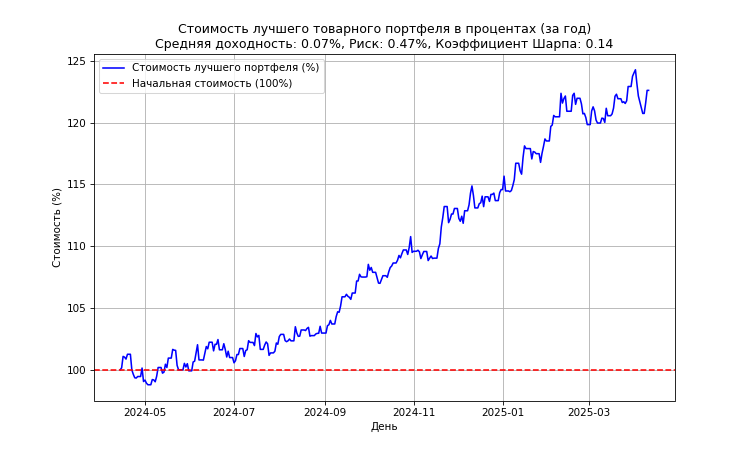 Стоимость лучшего товарного портфеля в процентах (за год)
Средняя доходность: 0.07%, Риск: 0.47%, Коэффициент Шарпа: 0.14
Стоимость лучшего портфеля (%)
Начальная стоимость (100%)
Стоимость (%)
125
120
115
110
105
100
2024-05
2024-07
2024-09
2024-11
2025-01
2025-03
День